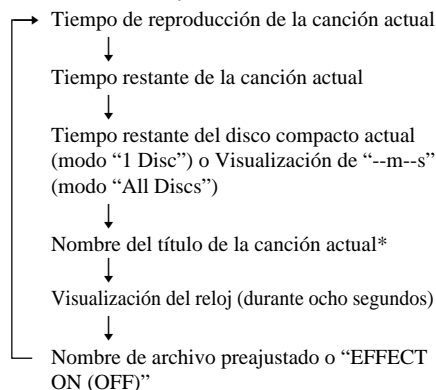 Tiempo de reproducción de la canción actual
Tiempo restante de la canción actual
Tiempo restante del disco compacto actual
(modo “1 Disc”) o Visualización de “--m--s”
(modo “All Discs”)
Nombre del título de la canción actual*
Visualización del reloj (durante ocho segundos)
Nombre de archivo preajustado o “EFFECT
ON (OFF)”